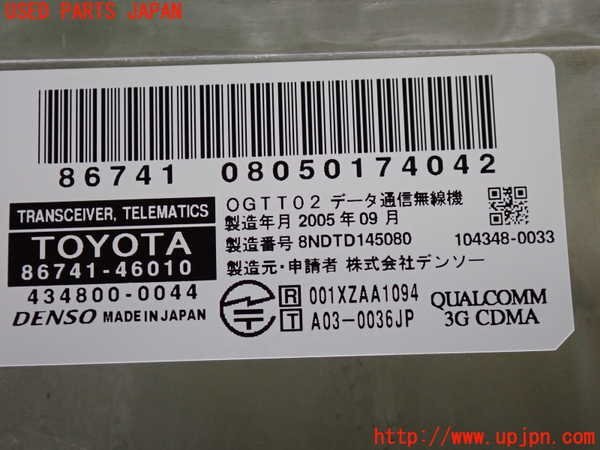 USED PARTS JAPAN
86741 08050174042
TRANSCEIVER, TELEMATICS
TOYOTA
86741-46010
434800-0044
DENSO MADE IN JAPAN
OGTT02 データ通信無線機
製造年月 2005年09月
製造番号 8NDTD145080
104348-0033
製造元・申請者 株式会社デンソー
R 001XZAA1094
T A03-0036JP
QUALCOMM
3G CDMA
http://www.upjpn.com/